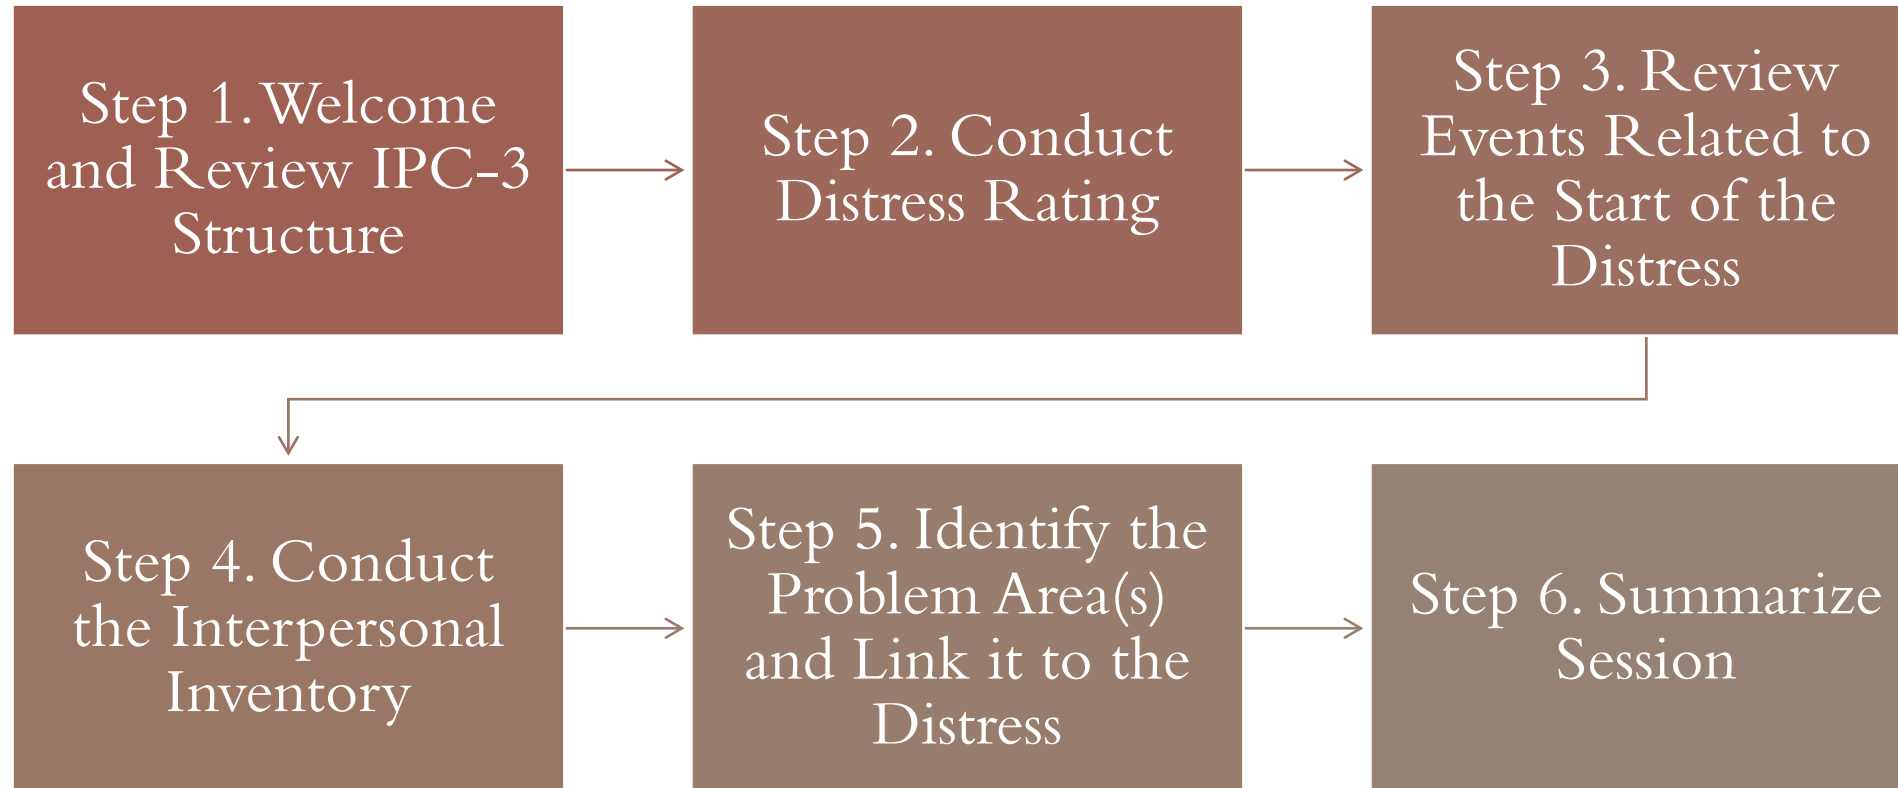 Step 1. Welcome
and Review IPC-3
Structure
Step 2. Conduct
Distress Rating
Step 3. Review
Events Related to
the Start of the
Distress
Step 4. Conduct
the Interpersonal
Inventory
Step 5. Identify the
Problem Area(s)
and Link it to the
Distress
Step 6. Summarize
Session